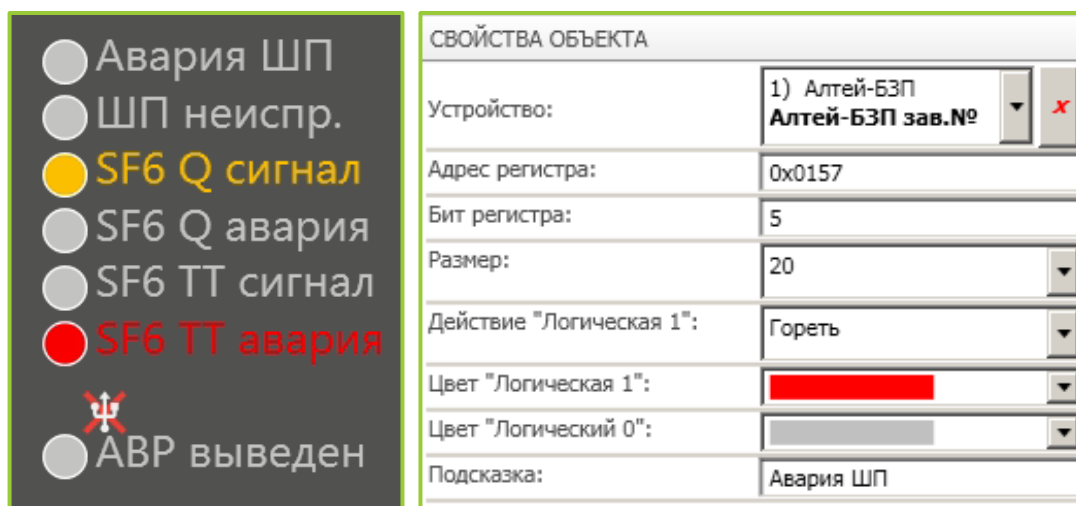 Авария ШП
ШП неиспр.
SF6 Q сигнал
SF6 Q авария
SF6 ТТ сигнал
SF6 ТТ авария
АВР выведен
СВОЙСТВА ОБЪЕКТА
Устройство:
1) Алтей-БЗП
Алтей-БЗП зав.№
x
Адрес регистра:
0x0157
Бит регистра:
5
Размер:
20
Действие "Логическая 1":
Гореть
Цвет "Логическая 1":
Цвет "Логический 0":
Подсказка:
Авария ШП